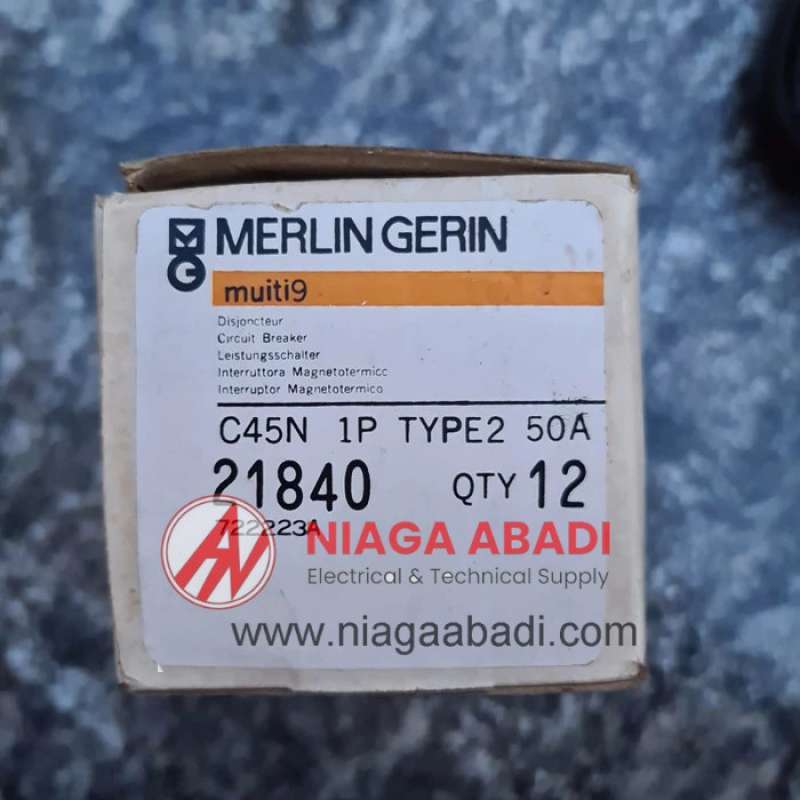 MERLIN GERIN
muiti9
Disjoncteur
Circuit Breaker
Leistungsschalter
Interruttora Magnetotermicc
Interruptor Magnetotermico
C45N 1P TYPE2 50A
21840 QTY 12
722223A
NIAGA ABADI
Electrical & Technical Supply
www.niagaabadi.com